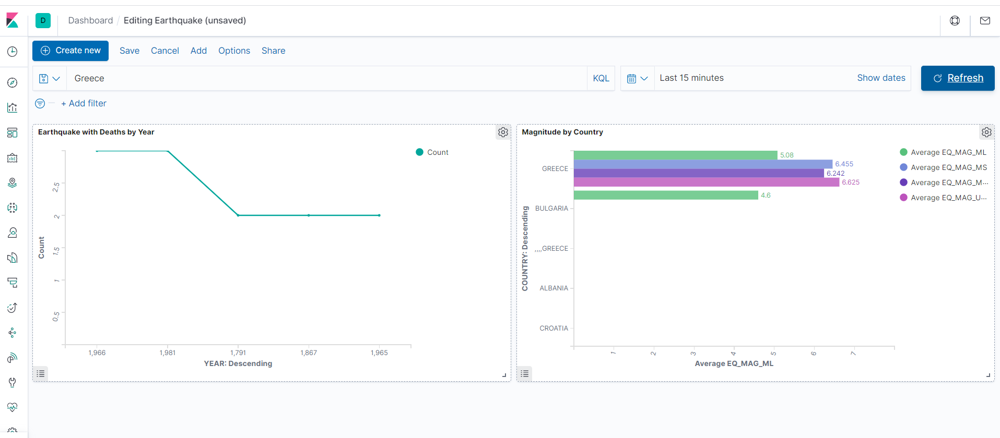 D Dashboard / Editing Earthquake (unsaved)
Create new Save Cancel Add Options Share
Greece KQL Last 15 minutes Show dates Refresh
+ Add filter
Earthquake with Deaths by Year
Count
2.5
2
1.5
1
0.5
Count
1,966 1,981 1,791 1,867 1,965
YEAR: Descending
Magnitude by Country
COUNTRY: Descending
GREECE
BULGARIA
,,,,GREECE
ALBANIA
CROATIA
5.08
6.455
6.242
6.625
4.6
1 2 3 4 5 6 7
Average EQ_MAG_ML
Average EQ_MAG_ML
Average EQ_MAG_MS
Average EQ_MAG_M...
Average EQ_MAG_U...